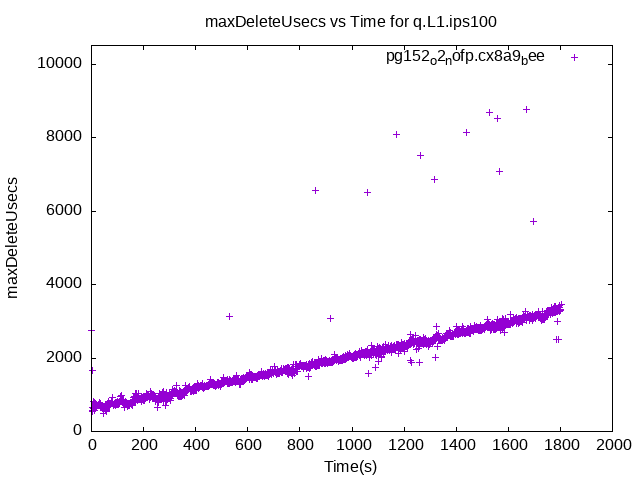 maxDeleteUsecs vs Time for q.L1.ips100
pg152o2nofp.cx8a9bee
maxDeleteUsecs
10000
8000
6000
4000
2000
0
0 200 400 600 800 1000 1200 1400 1600 1800 2000
Time(s)